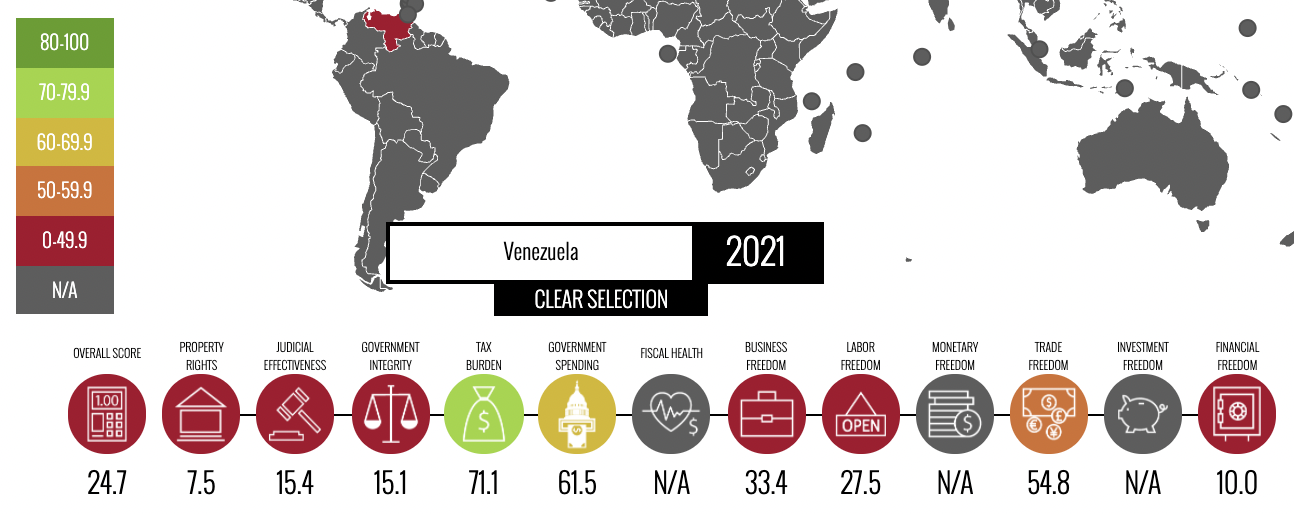 80-100
70-79.9
60-69.9
50-59.9
0-49.9
N/A
Venezuela
2021
CLEAR SELECTION
OVERALL SCORE
PROPERTY
RIGHTS
JUDICIAL
EFFECTIVENESS
GOVERNMENT
INTEGRITY
TAX
BURDEN
GOVERNMENT
SPENDING
FISCAL HEALTH
BUSINESS
FREEDOM
LABOR
FREEDOM
MONETARY
FREEDOM
TRADE
FREEDOM
INVESTMENT
FREEDOM
FINANCIAL
FREEDOM
1.00
$
$
$
OPEN
$
$
£
€
¥
24.7
7.5
15.4
15.1
71.1
61.5
N/A
33.4
27.5
N/A
54.8
N/A
10.0